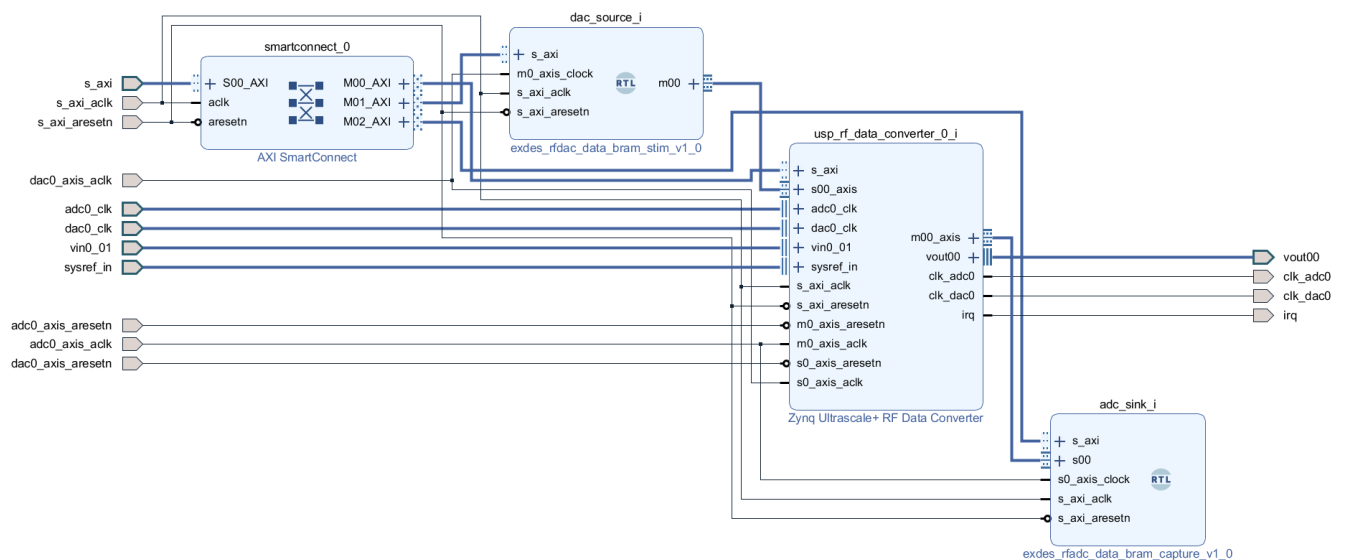 dac_source_i
smartconnect_0
s_axi
s_axi_aclk
s_axi_aresetn
S00_AXI
aclk
aresetn
M00_AXI
M01_AXI
M02_AXI
AXI SmartConnect
s_axi
m0_axis_clock
s_axi_aclk
s_axi_aresetn
RTL
m00
exdes_rfdac_data_bram_stim_v1_0
usp_rf_data_converter_0_i
dac0_axis_aclk
adc0_clk
dac0_clk
vin0_01
sysref_in
adc0_axis_aresetn
adc0_axis_aclk
dac0_axis_aresetn
s_axi
s00_axis
adc0_clk
dac0_clk
vin0_01
sysref_in
s_axi_aclk
s_axi_aresetn
m0_axis_aresetn
m0_axis_aclk
s0_axis_aresetn
s0_axis_aclk
m00_axis
vout00
clk_adc0
clk_dac0
irq
Zynq Ultrascale+ RF Data Converter
vout00
clk_adc0
clk_dac0
irq
adc_sink_i
s_axi
s00
s0_axis_clock
s_axi_aclk
s_axi_aresetn
RTL
exdes_rfadc_data_bram_capture_v1_0